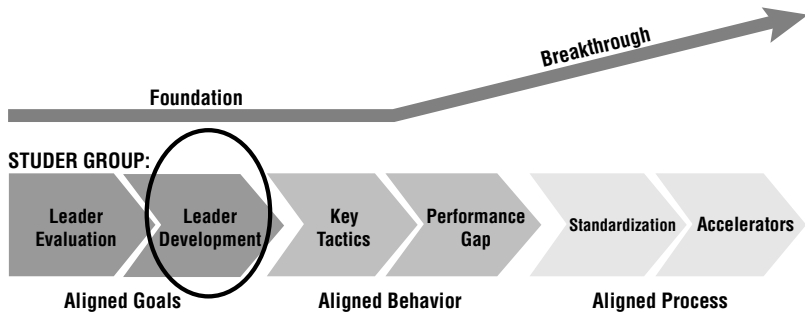 Breakthrough
Foundation
STUDER GROUP:
Leader
Evaluation
Leader
Development
Key
Tactics
Performance
Gap
Standardization
Accelerators
Aligned Goals
Aligned Behavior
Aligned Process